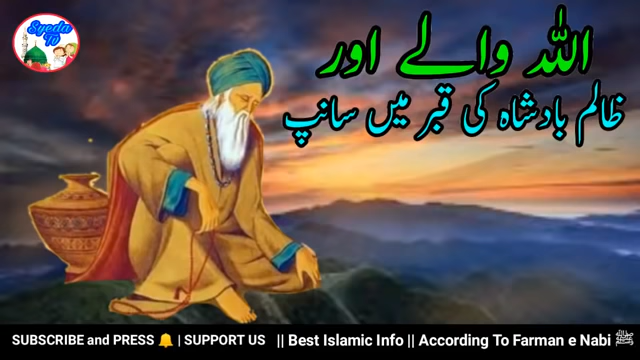 Syeda
Tv
اللہ والے اور
ظالم بادشاہ کی قبر میں سانپ
SUBSCRIBE and PRESS 🔔 | SUPPORT US || Best Islamic Info || According To Farman e Nabi ﷺ